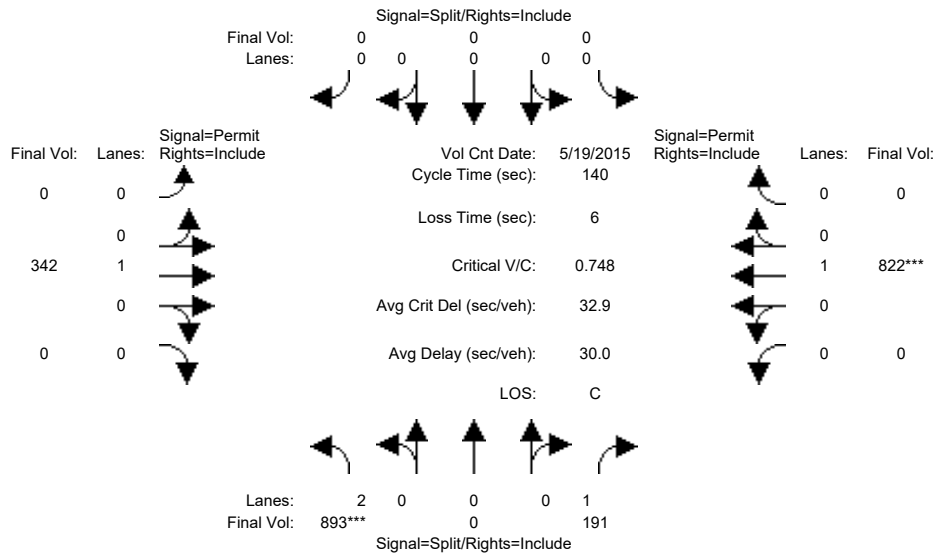 Signal=Split/Rights=Include
Final Vol: 0 0 0
Lanes: 0 0 0 0 0
Signal=Permit
Final Vol: Lanes: Rights=Include
Vol Cnt Date: 5/19/2015
Signal=Permit
Rights=Include Lanes: Final Vol:
Cycle Time (sec): 140
0 0
0 0
Loss Time (sec): 6
0
0
342 1
Critical V/C: 0.748
1 822***
0
Avg Crit Del (sec/veh): 32.9
0
0 0
Avg Delay (sec/veh): 30.0
0 0
LOS: C
Lanes: 2 0 0 0 1
Final Vol: 893*** 0 191
Signal=Split/Rights=Include